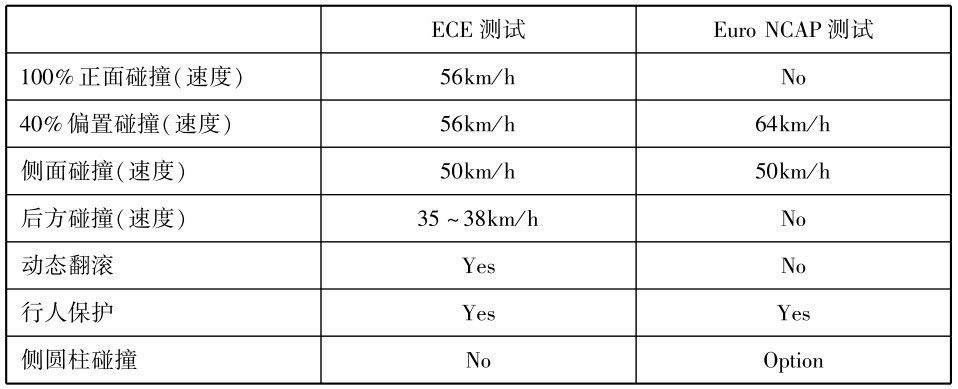 ECE 测试 Euro NCAP 测试
100%正面碰撞(速度) 56km/h No
40%偏置碰撞(速度) 56km/h 64km/h
侧面碰撞(速度) 50km/h 50km/h
后方碰撞(速度) 35~38km/h No
动态翻滚 Yes No
行人保护 Yes Yes
侧圆柱碰撞 No Option